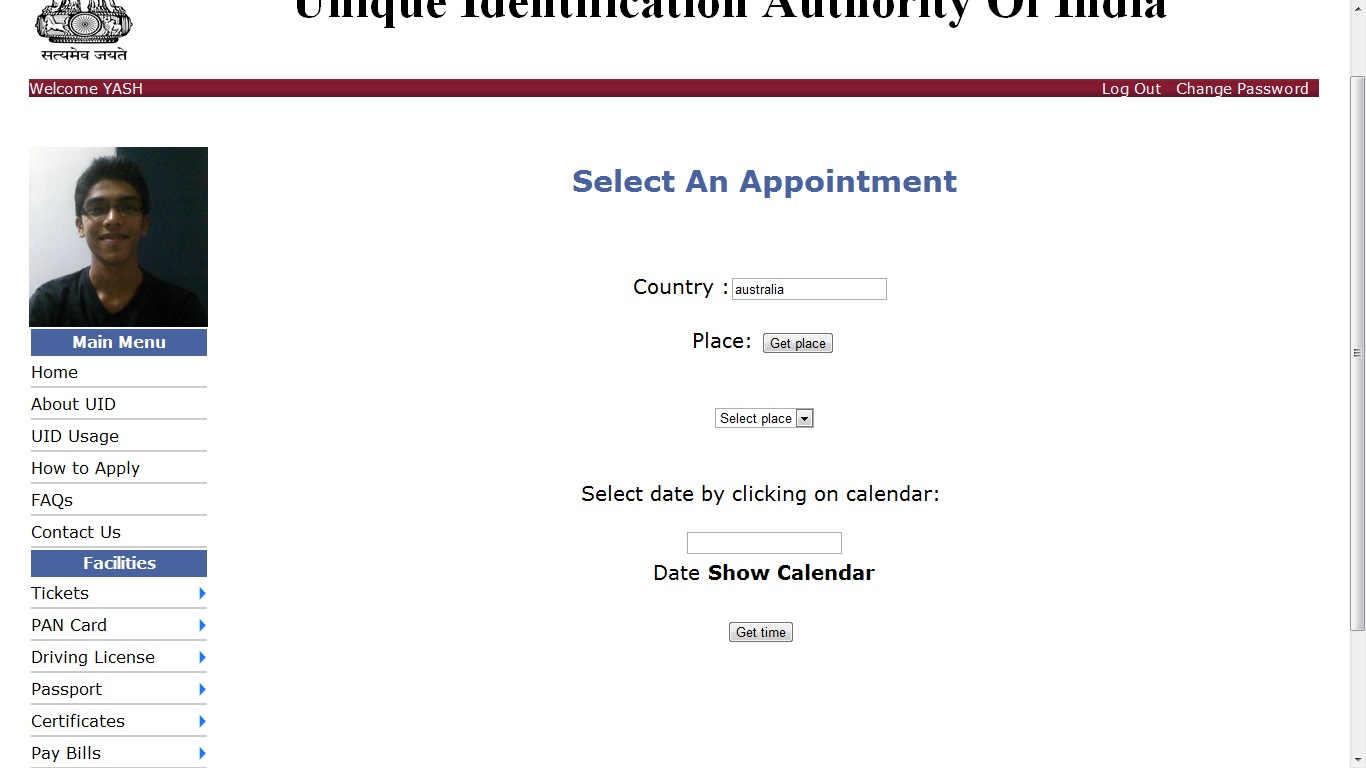 Unique Identification Authority Of India
सत्यमेव जयते
Welcome YASH
Log Out Change Password
Select An Appointment
Country : australia
Place: Get place
Select place
Select date by clicking on calendar:
Date Show Calendar
Get time
Main Menu
Home
About UID
UID Usage
How to Apply
FAQs
Contact Us
Facilities
Tickets
PAN Card
Driving License
Passport
Certificates
Pay Bills